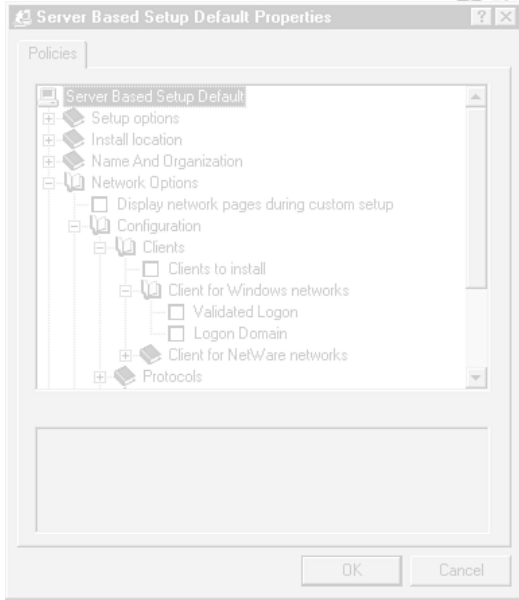 Server Based Setup Default Properties
Policies
Server Based Setup Default
Setup options
Install location
Name And Organization
Network Options
Display network pages during custom setup
Configuration
Clients
Clients to install
Client for Windows networks
Validated Logon
Logon Domain
Client for NetWare networks
Protocols
OK Cancel